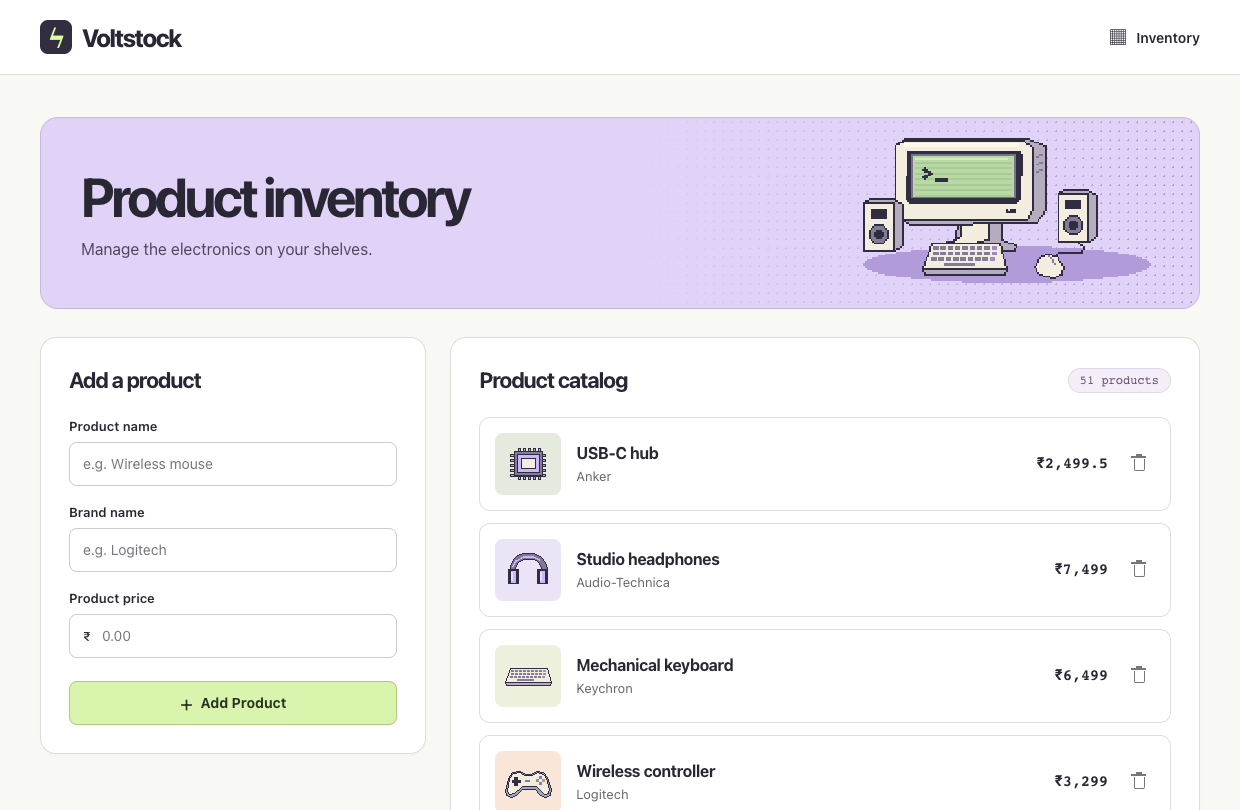 Voltstock
Inventory
Product inventory
Manage the electronics on your shelves.
>_
Add a product
Product name
e.g. Wireless mouse
Brand name
e.g. Logitech
Product price
₹ 0.00
+ Add Product
Product catalog
51 products
USB-C hub
Anker
₹2,499.5
Studio headphones
Audio-Technica
₹7,499
Mechanical keyboard
Keychron
₹6,499
Wireless controller
Logitech
₹3,299